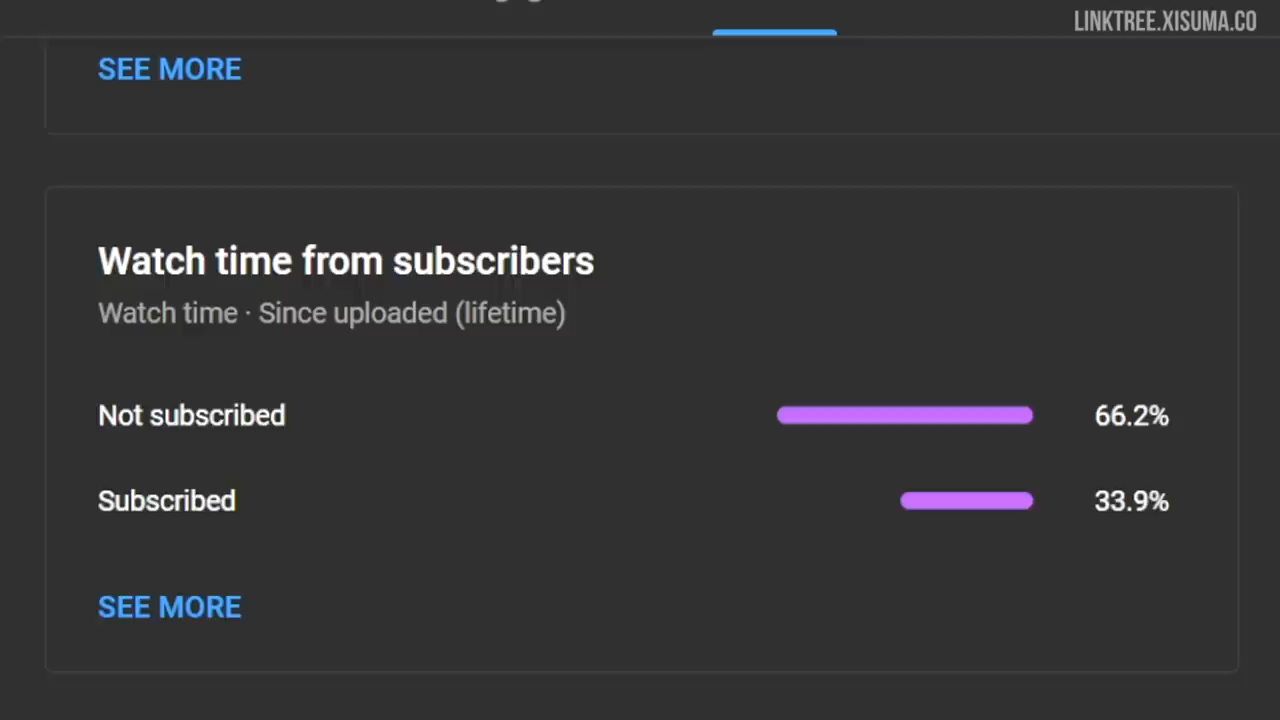 LINKTREE.XISUMA.CO
SEE MORE
Watch time from subscribers
Watch time · Since uploaded (lifetime)
Not subscribed 66.2%
Subscribed 33.9%
SEE MORE